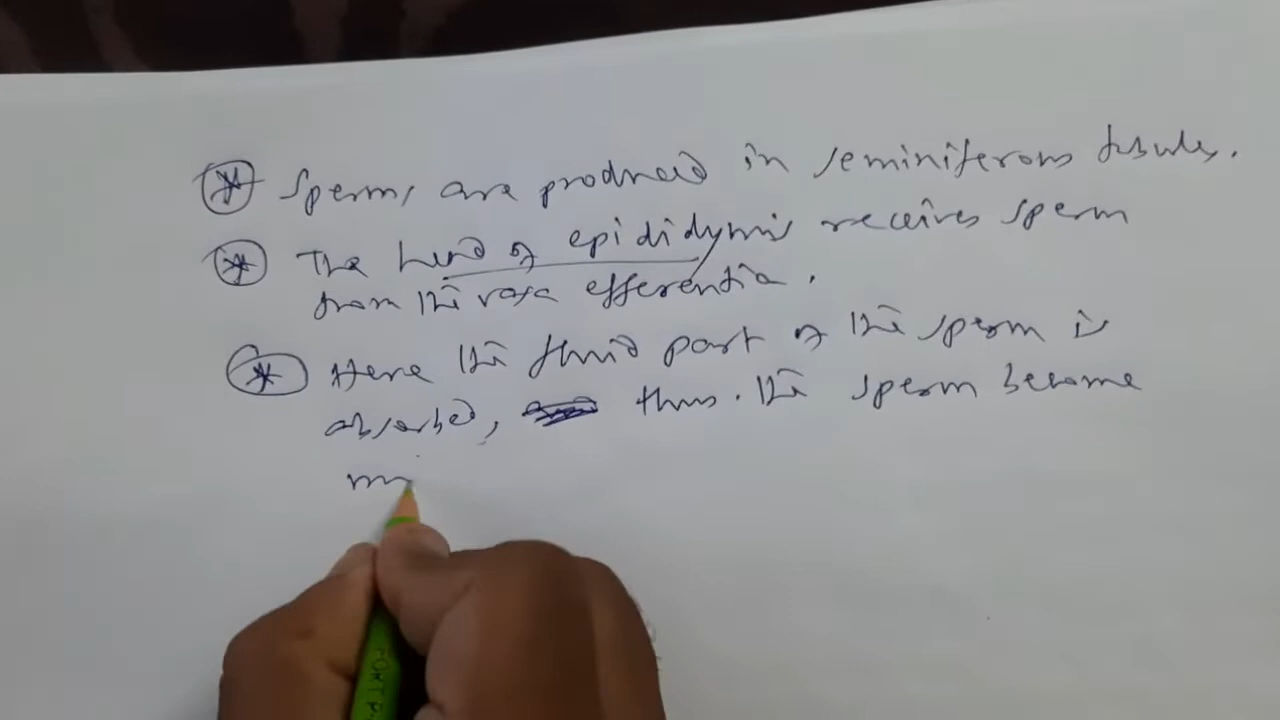 Sperms are produced in seminiferous tubules.
The head of epididymis receives sperm
from the vasa efferentia.
Here the fluid part of the sperm is
absorbed, thus. the sperm become